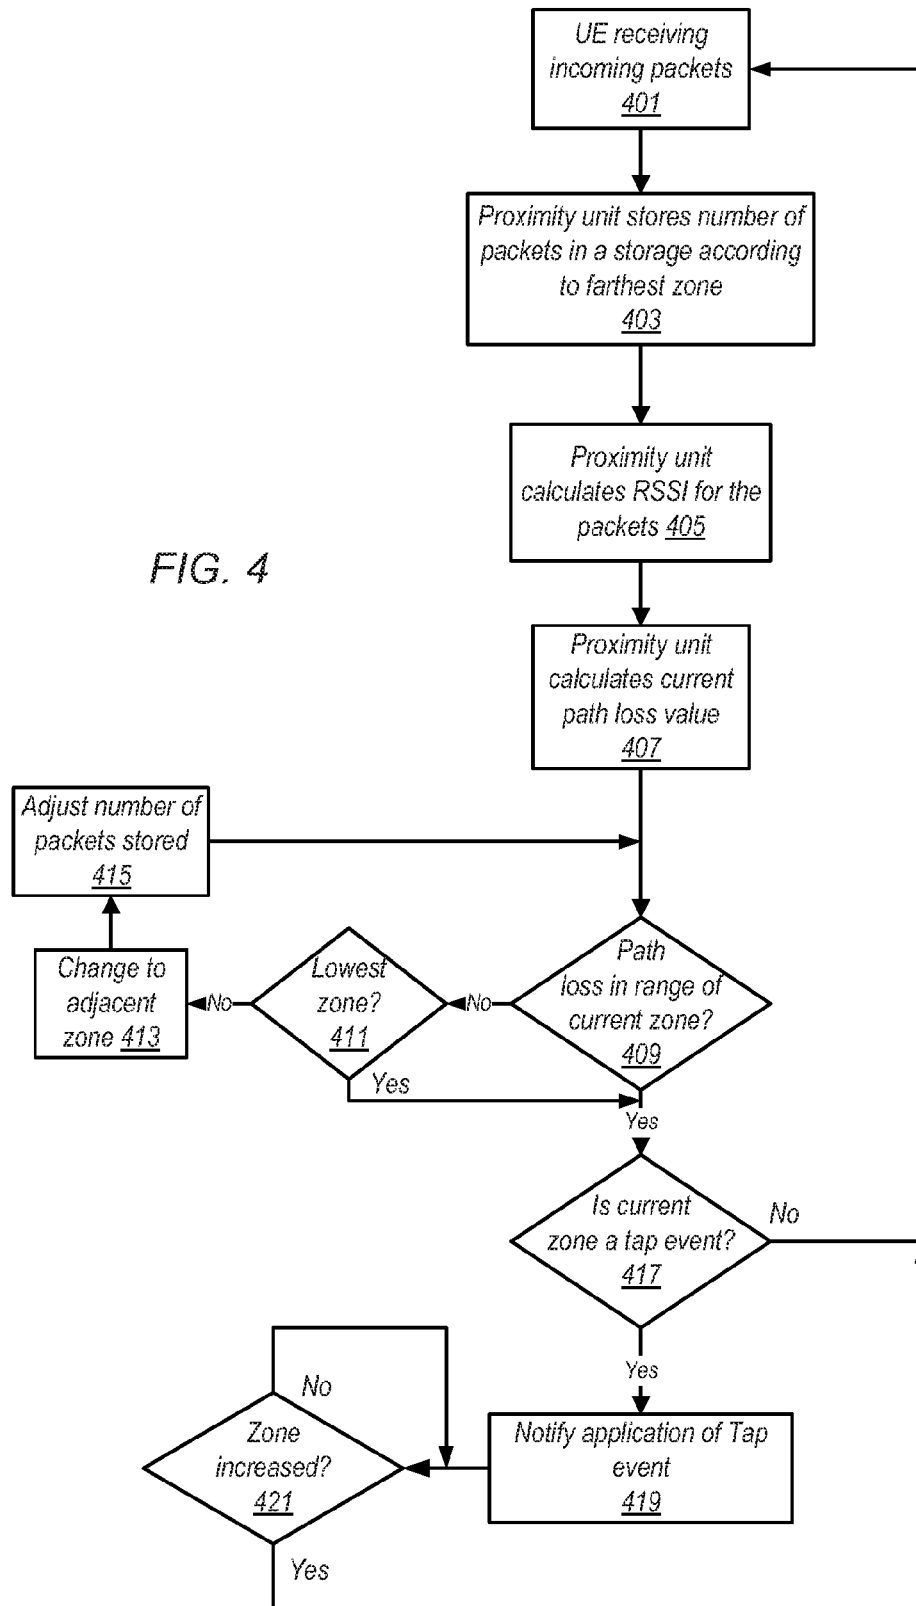 UE receiving
incoming packets
401
Proximity unit stores number of
packets in a storage according
to farthest zone
403
Proximity unit
calculates RSSI for the
packets 405
FIG. 4
Proximity unit
calculates current
path loss value
407
Adjust number of
packets stored
415
Change to
adjacent
zone 413
No
Lowest
zone?
411
No
Path
loss in range of
current zone?
409
Yes
Yes
Is current
zone a tap event?
417
No
Yes
No
Zone
increased?
421
Notify application of Tap
event
419
Yes